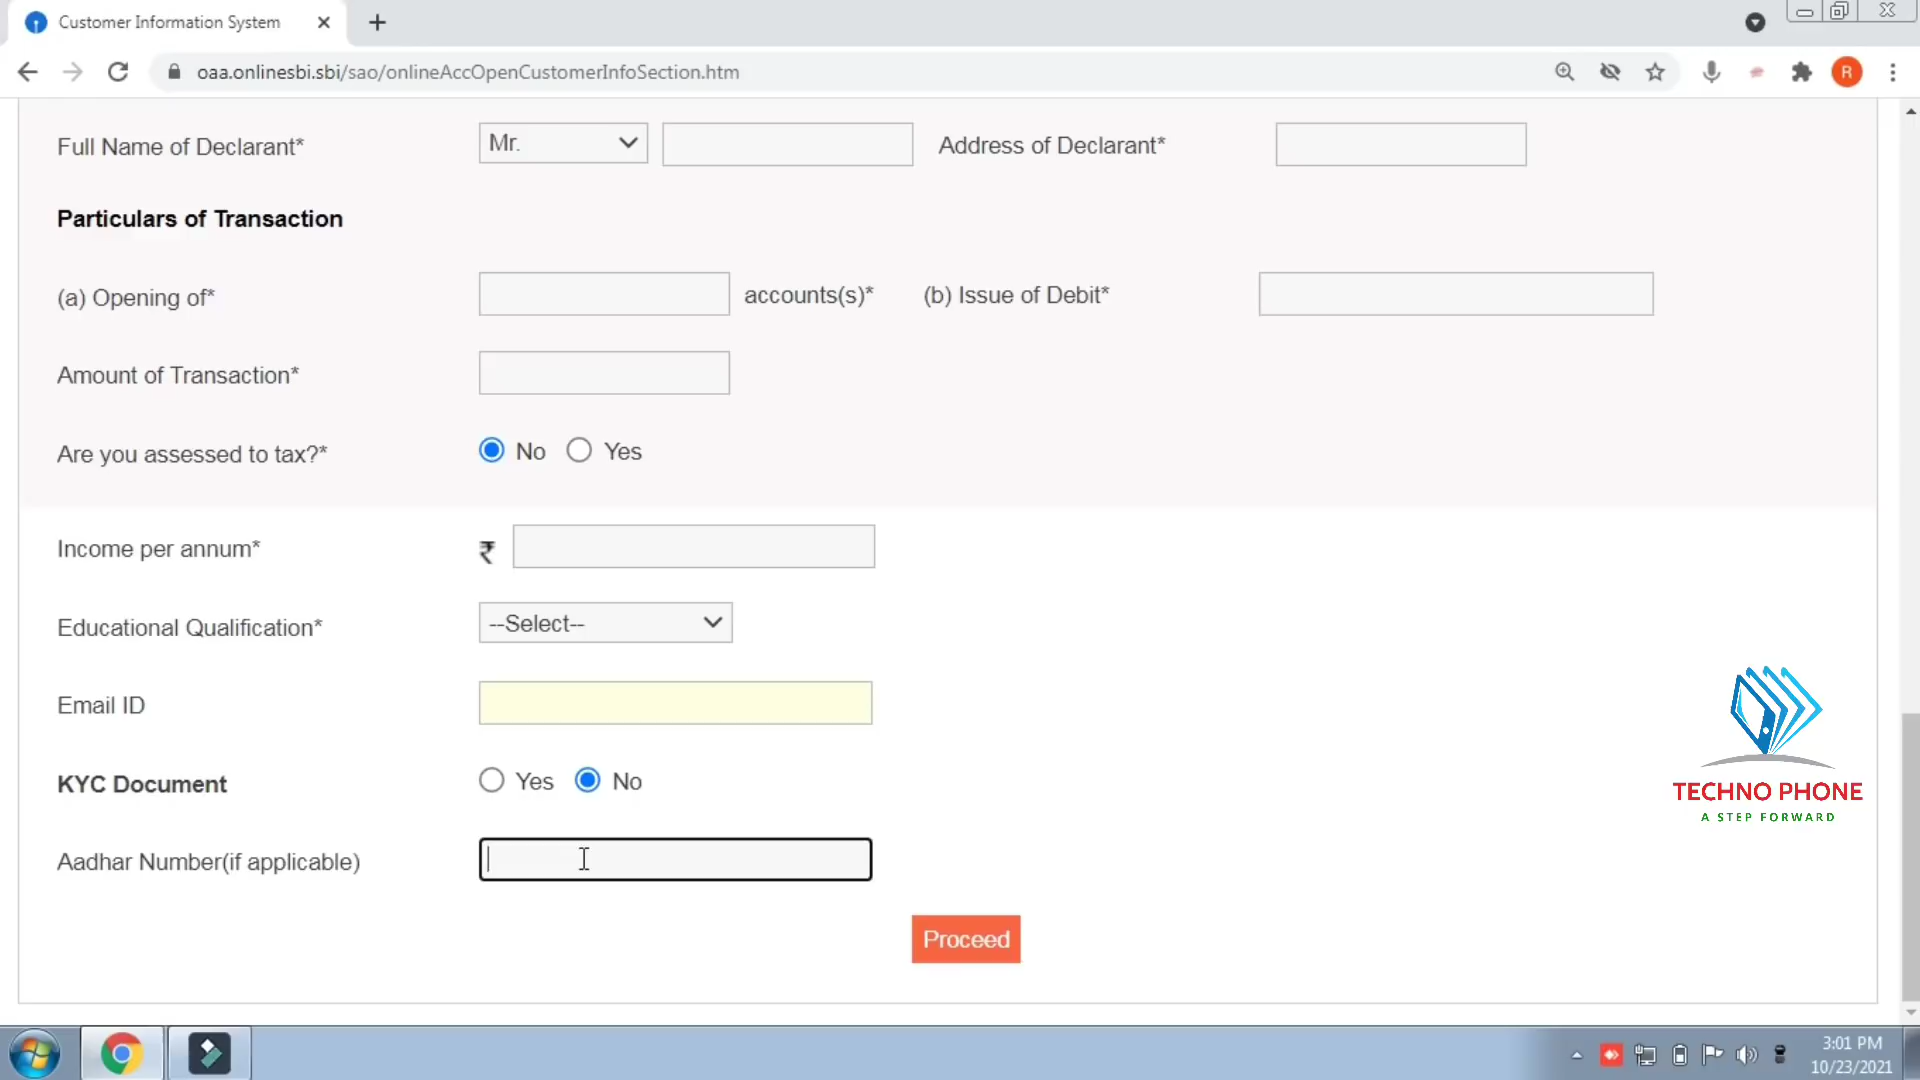 Customer Information System
oaa.onlinesbi.sbi/sao/onlineAccOpenCustomerInfoSection.htm
R
Full Name of Declarant* Mr. Address of Declarant*
Particulars of Transaction
(a) Opening of* accounts(s)* (b) Issue of Debit*
Amount of Transaction*
Are you assessed to tax?* No Yes
Income per annum* ₹
Educational Qualification* --Select--
Email ID
KYC Document Yes No
Aadhar Number(if applicable)
Proceed
TECHNO PHONE
A STEP FORWARD
3:01 PM
10/23/2021